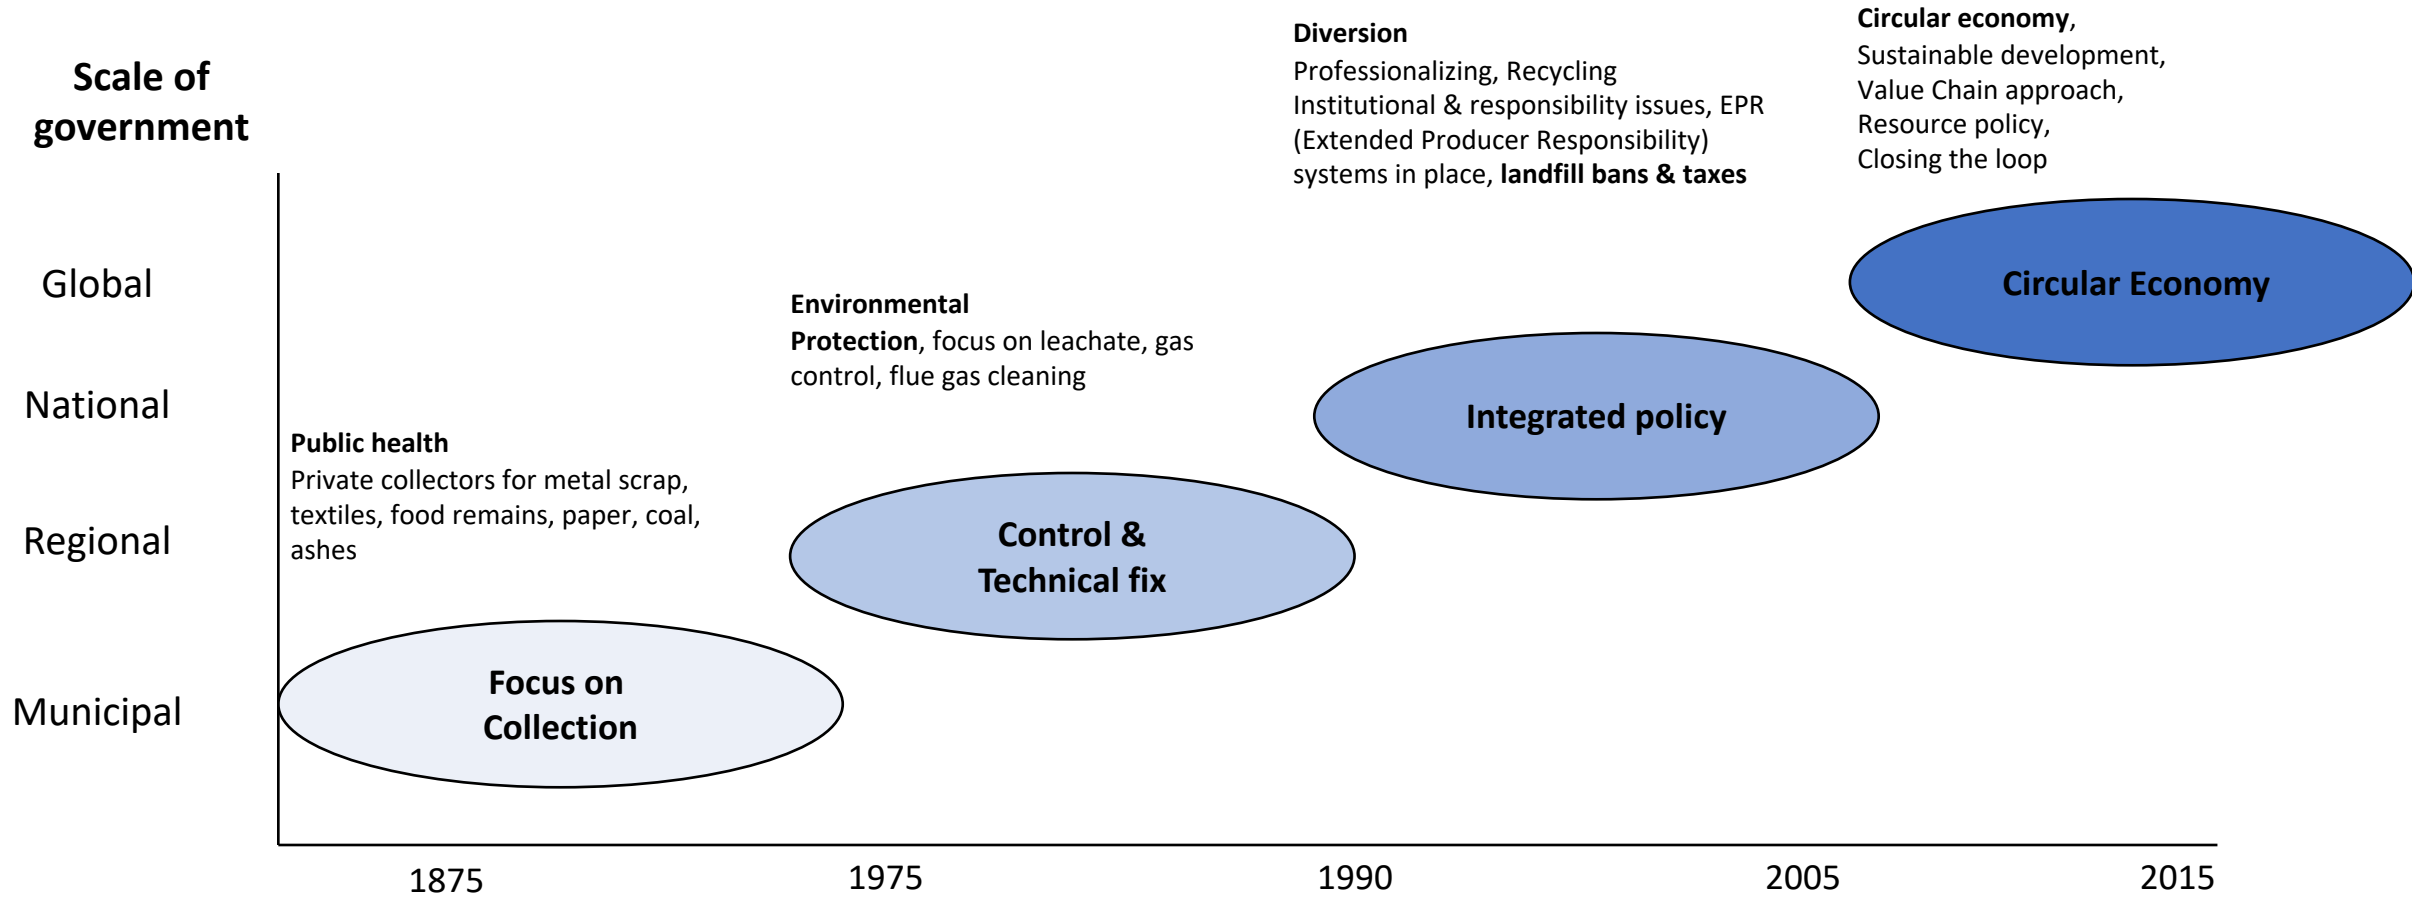 Scale of
government
Global
National
Regional
Municipal
Public health
Private collectors for metal scrap,
textiles, food remains, paper, coal,
ashes
Focus on
Collection
Environmental
Protection, focus on leachate, gas
control, flue gas cleaning
Control &
Technical fix
Diversion
Professionalizing, Recycling
Institutional & responsibility issues, EPR
(Extended Producer Responsibility)
systems in place, landfill bans & taxes
Integrated policy
Circular economy,
Sustainable development,
Value Chain approach,
Resource policy,
Closing the loop
Circular Economy
1875
1975
1990
2005
2015